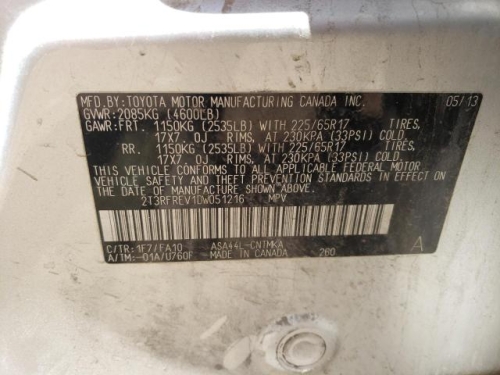 MFD.BY: TOYOTA MOTOR MANUFACTURING CANADA INC. 05/13
GVWR: 2085KG (4600LB)
GAWR: FRT. 1150KG (2535LB) WITH 225/65R17 TIRES,
17X7 0J RIMS, AT 230KPA (33PSI) COLD.
RR. 1150KG (2535LB) WITH 225/65R17 TIRES,
17X7 0J RIMS, AT 230KPA (33PSI) COLD.
THIS VEHICLE CONFORMS TO ALL APPLICABLE FEDERAL MOTOR
VEHICLE SAFETY, BUMPER, AND THEFT PREVENTION STANDARDS IN EFFECT ON
THE DATE OF MANUFACTURE SHOWN ABOVE.
2T3RFREV1DW051216 MPV
C/TR: 1F7/FA10 ASA44L-CNTMKA A
A/TM: -01A/U760F MADE IN CANADA 260